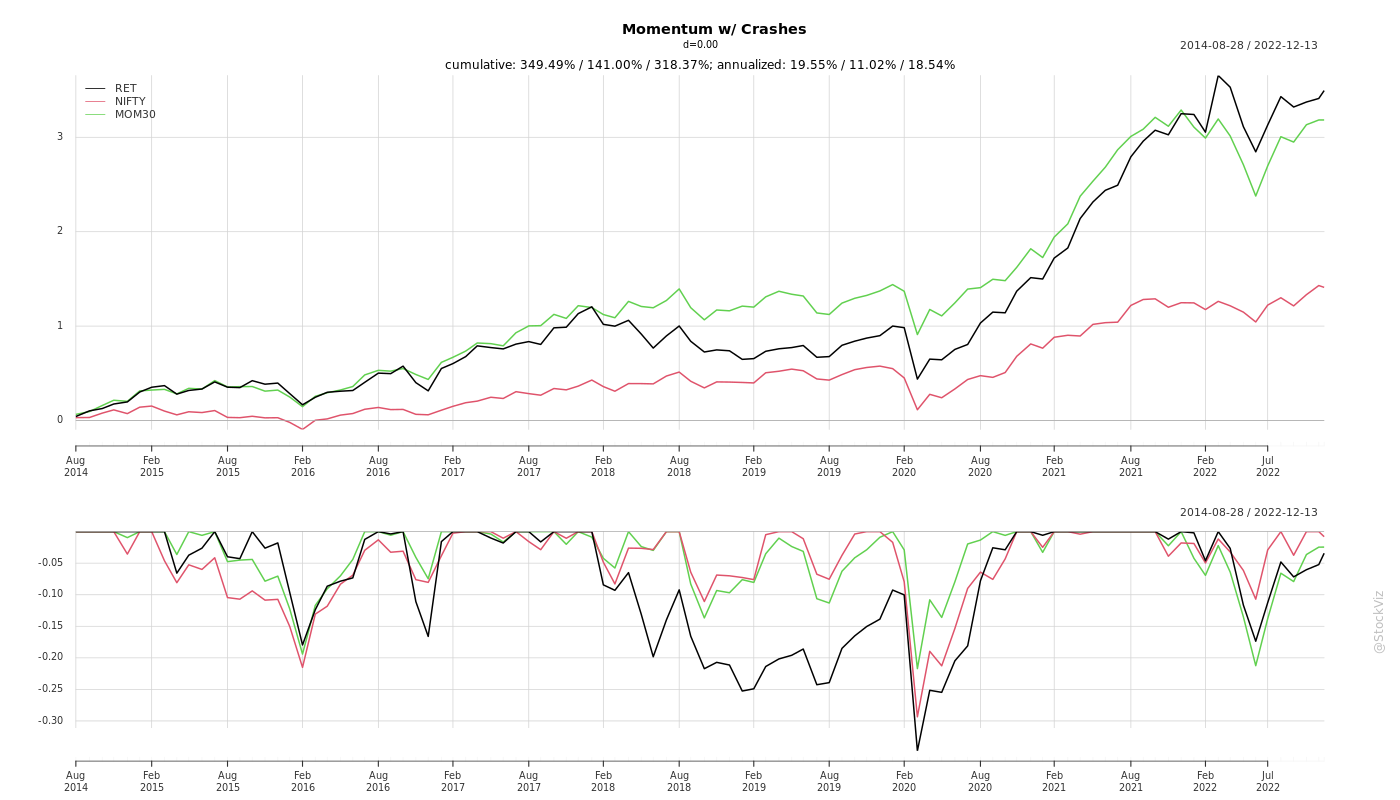 Momentum w/ Crashes
d=0.00
2014-08-28 / 2022-12-13
cumulative: 349.49% / 141.00% / 318.37%; annualized: 19.55% / 11.02% / 18.54%
RET
NIFTY
MOM30
3
2
1
0
Aug 2014
Feb 2015
Aug 2015
Feb 2016
Aug 2016
Feb 2017
Aug 2017
Feb 2018
Aug 2018
Feb 2019
Aug 2019
Feb 2020
Aug 2020
Feb 2021
Aug 2021
Feb 2022
Jul 2022
2014-08-28 / 2022-12-13
-0.05
-0.10
-0.15
-0.20
-0.25
-0.30
Aug 2014
Feb 2015
Aug 2015
Feb 2016
Aug 2016
Feb 2017
Aug 2017
Feb 2018
Aug 2018
Feb 2019
Aug 2019
Feb 2020
Aug 2020
Feb 2021
Aug 2021
Feb 2022
Jul 2022
@StockViz